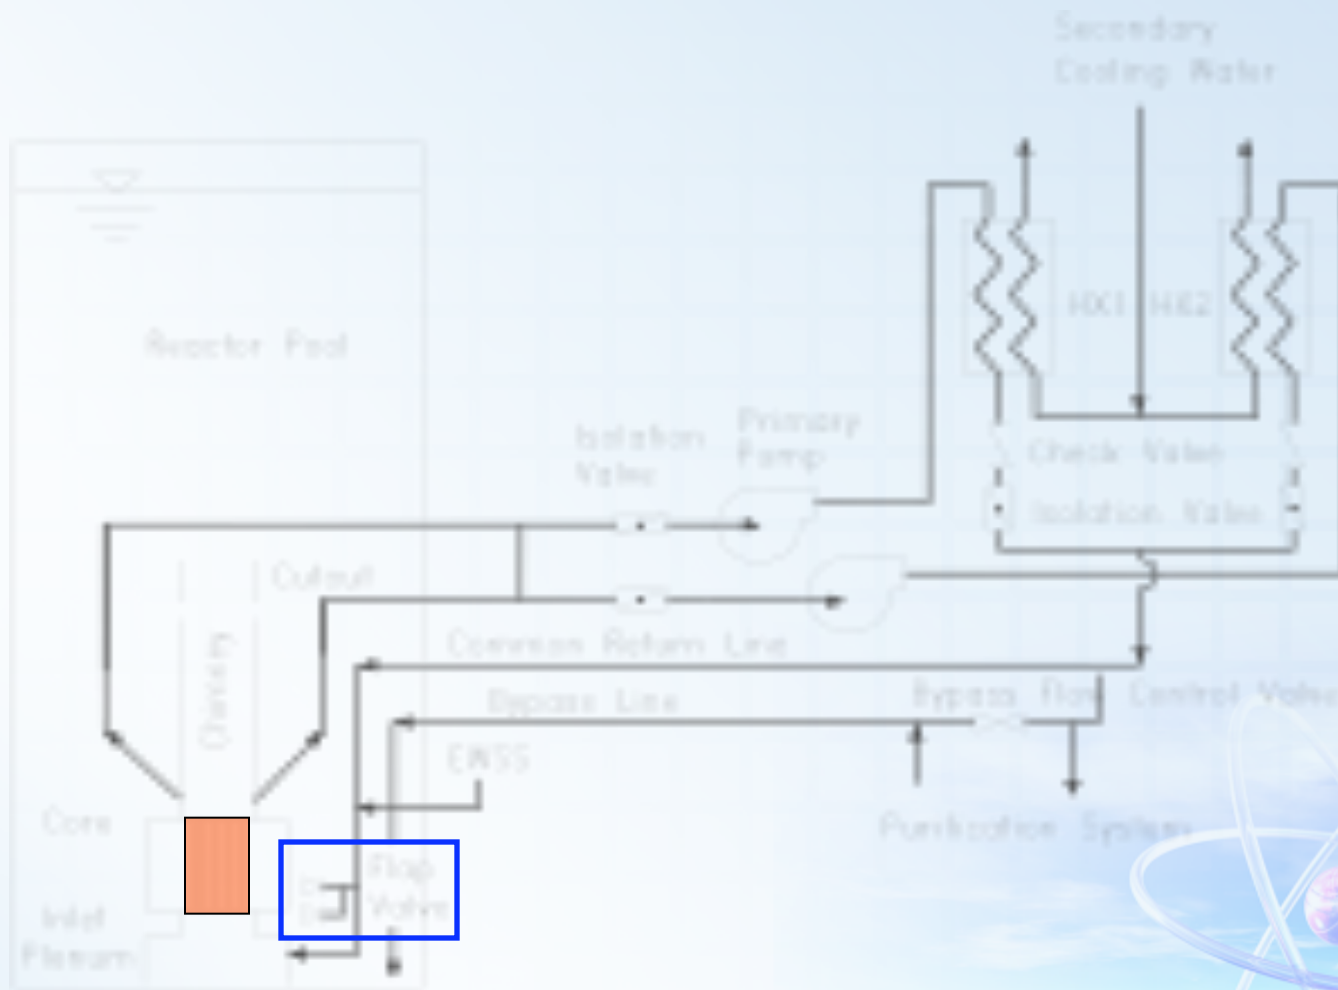 Secondary
Cooling Water
Reactor Pool
HX1 HX2
Primary
Pump
Isolation
Valve
Check Valve
Isolation Valve
Cutout
Chimney
Common Return Line
Bypass Line
Bypass Flow Control Valve
EWSS
Core
Purification System
Flap
Valve
Inlet
Plenum